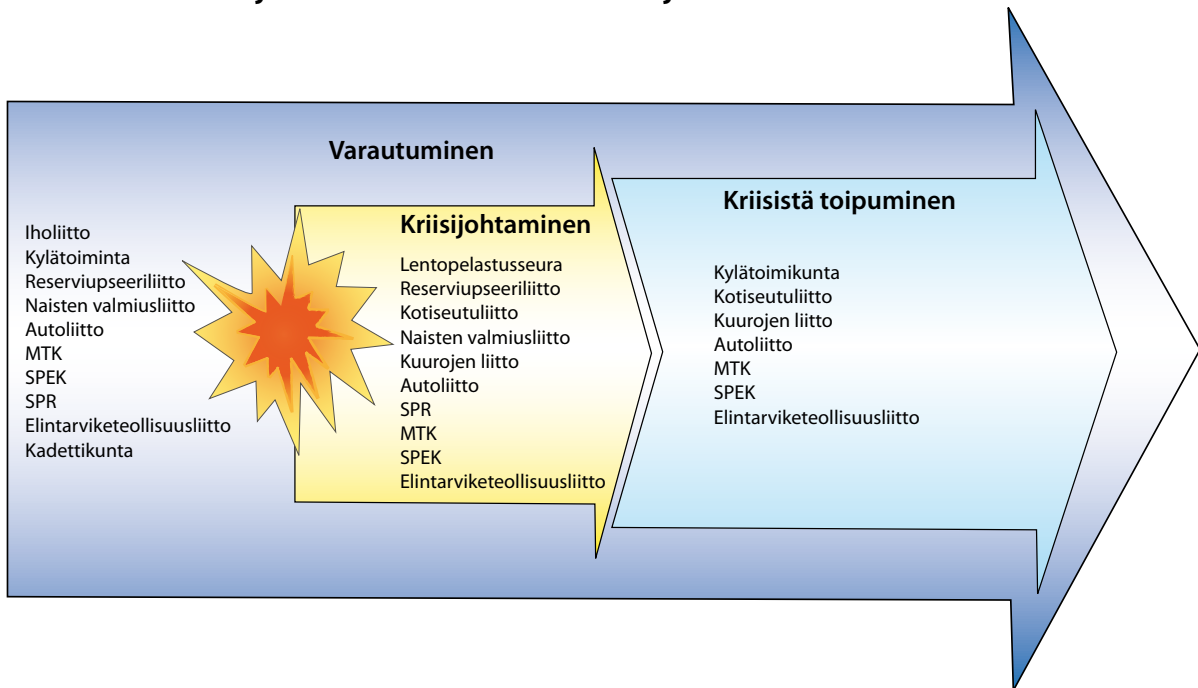 Varautuminen
Iholiitto
Kylätoiminta
Reserviupseeriliitto
Naisten valmiusliitto
Autoliitto
MTK
SPEK
SPR
Elintarviketeollisuusliitto
Kadettikunta
Kriisijohtaminen
Lentopelastusseura
Reserviupseeriliitto
Kotiseutuliitto
Naisten valmiusliitto
Kuurojen liitto
Autoliitto
SPR
MTK
SPEK
Elintarviketeollisuusliitto
Kriisistä toipuminen
Kylätoimikunta
Kotiseutuliitto
Kuurojen liitto
Autoliitto
MTK
SPEK
Elintarviketeollisuusliitto